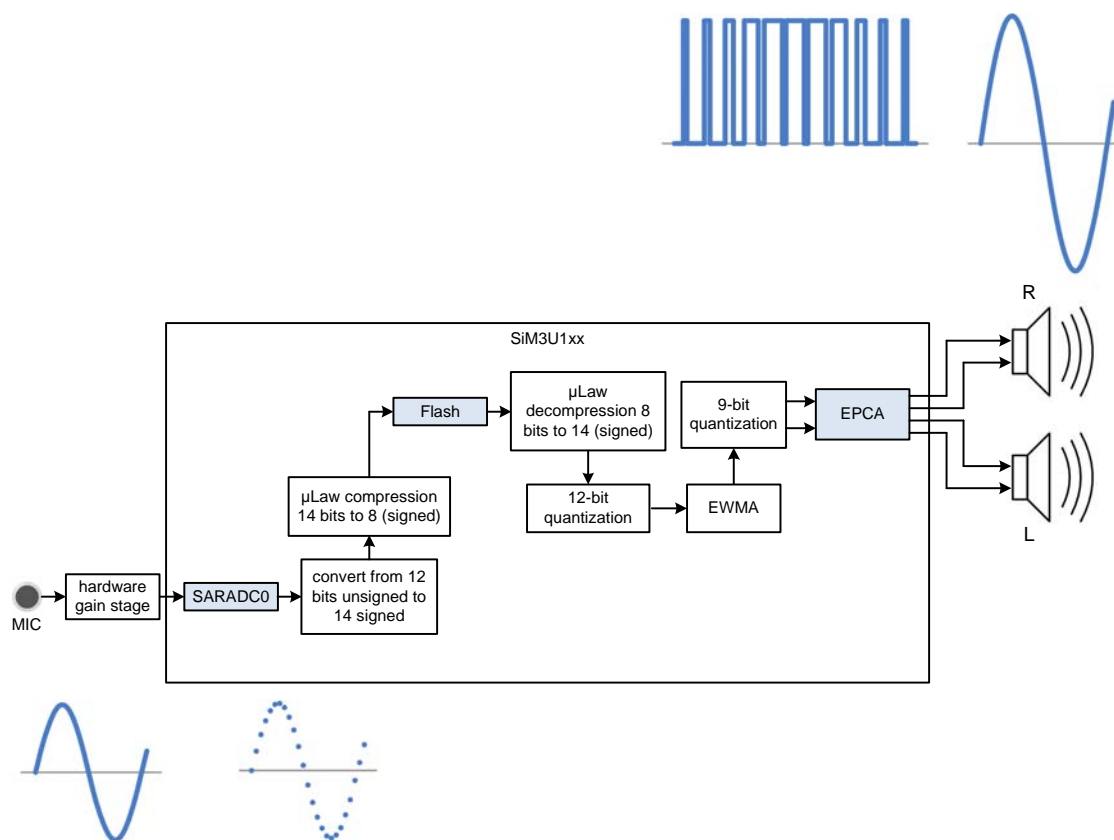 R
SiM3U1xx
Flash
µLaw
decompression 8
bits to 14 (signed)
9-bit
quantization
EPCA
µLaw compression
14 bits to 8 (signed)
12-bit
quantization
EWMA
L
hardware
gain stage
SARADC0
convert from 12
bits unsigned to
14 signed
MIC